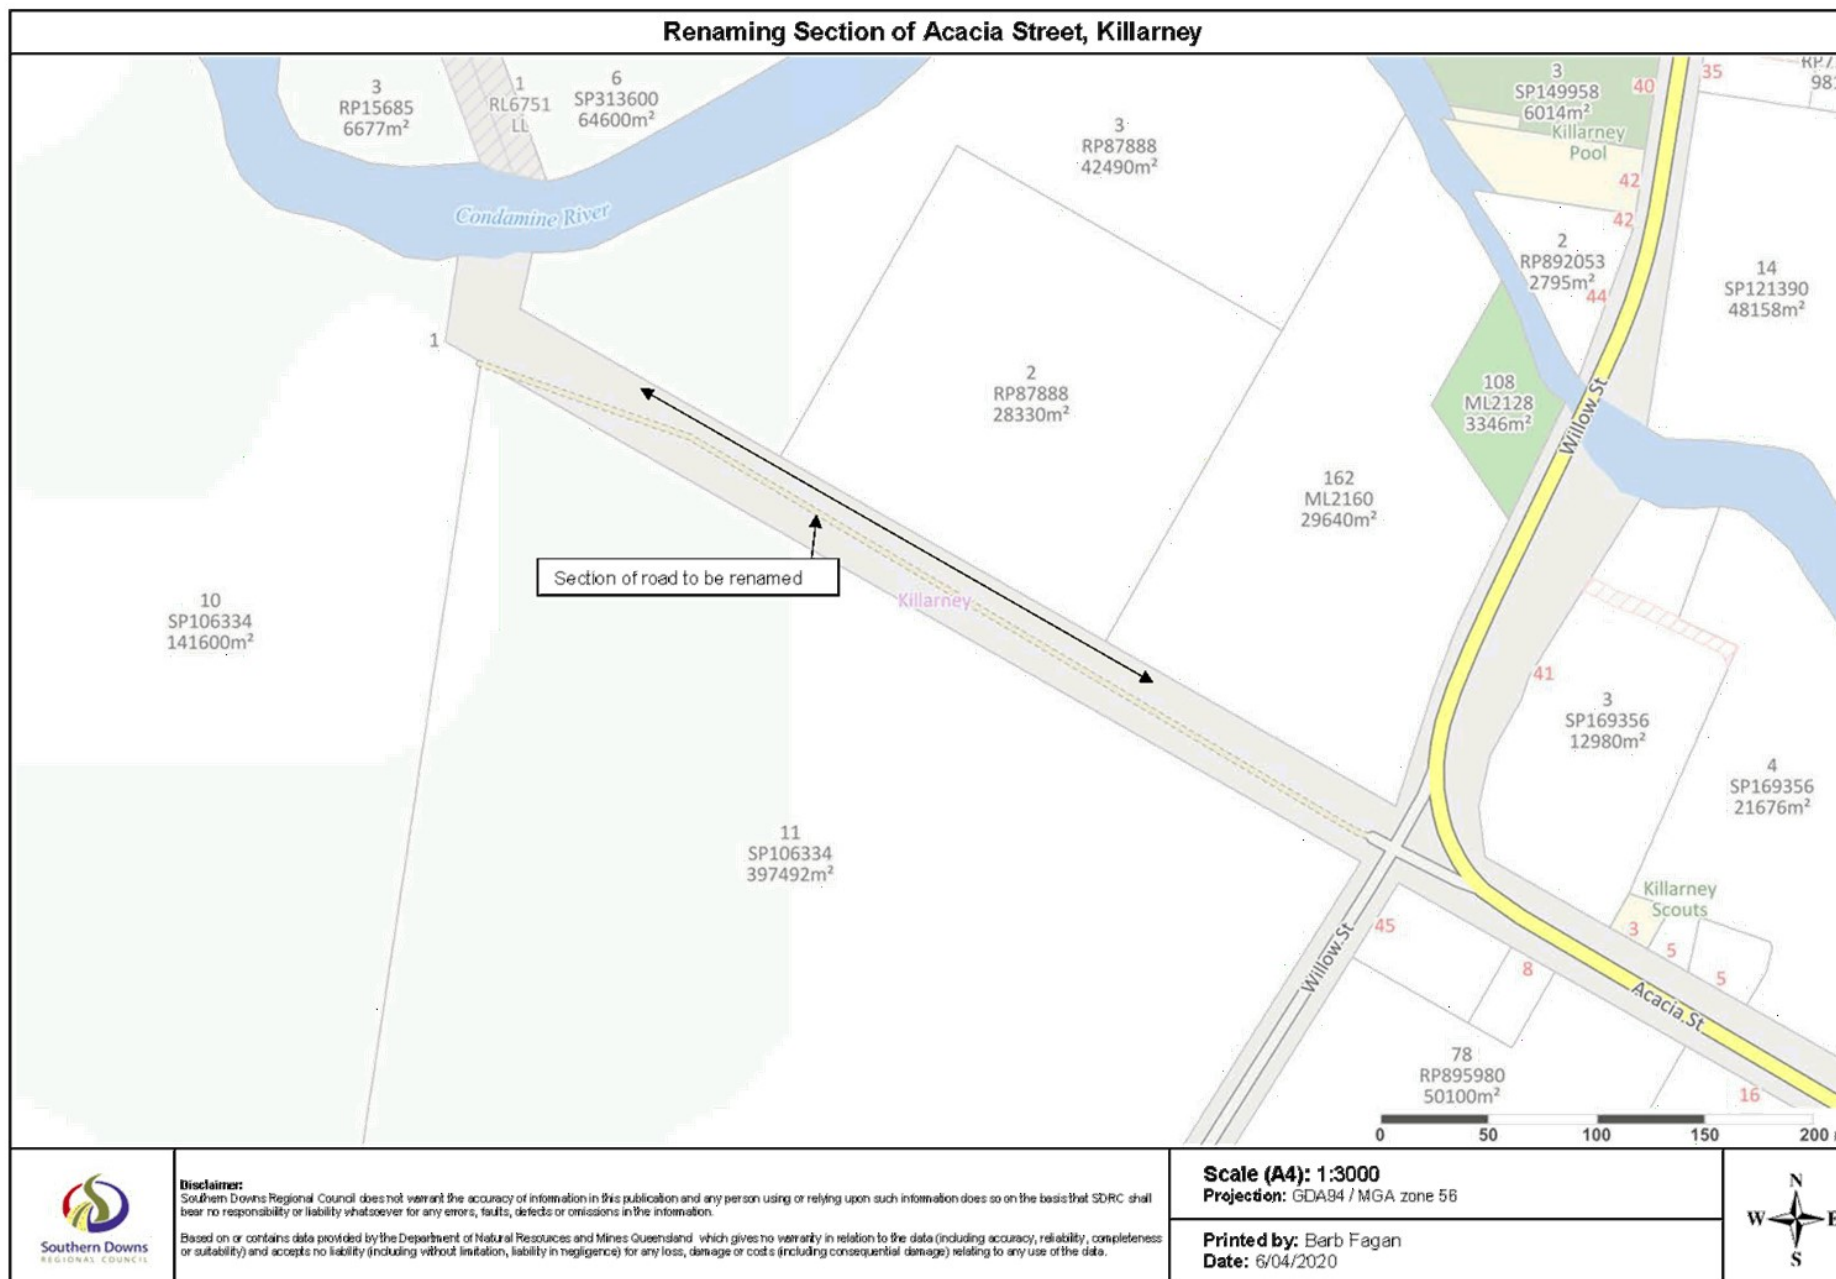 Renaming Section of Acacia Street, Killarney
3
RP15685
6677m²
1
RL6751
LL
6
SP313600
64600m²
Condamine River
3
RP87888
42490m²
3
SP149958
6014m²
Killarney
Pool
40
35
42
42
2
RP892053
2795m²
44
14
SP121390
48158m²
1
2
RP87888
28330m²
108
ML2128
3346m²
Willow St
162
ML2160
29640m²
Section of road to be renamed
Killarney
10
SP106334
141600m²
41
3
SP169356
12980m²
4
SP169356
21676m²
11
SP106334
397492m²
Killarney
Scouts
3
5
5
45
8
Willow St
Acacia St
78
RP895980
50100m²
16
0 50 100 150 200
Southern Downs
REGIONAL COUNCIL
Disclaimer:
Southern Downs Regional Council does not warrant the accuracy of information in this publication and any person using or relying upon such information does so on the basis that SDRC shall
bear no responsibility or liability whatsoever for any errors, faults, defects or omissions in the information.
Based on or contains data provided by the Department of Natural Resources and Mines Queensland which gives no warranty in relation to the data (including accuracy, reliability, completeness
or suitability) and accepts no liability (including without limitation, liability in negligence) for any loss, damage or costs (including consequential damage) relating to any use of the data.
Scale (A4): 1:3000
Projection: GDA94 / MGA zone 56
Printed by: Barb Fagan
Date: 6/04/2020
N
W E
S